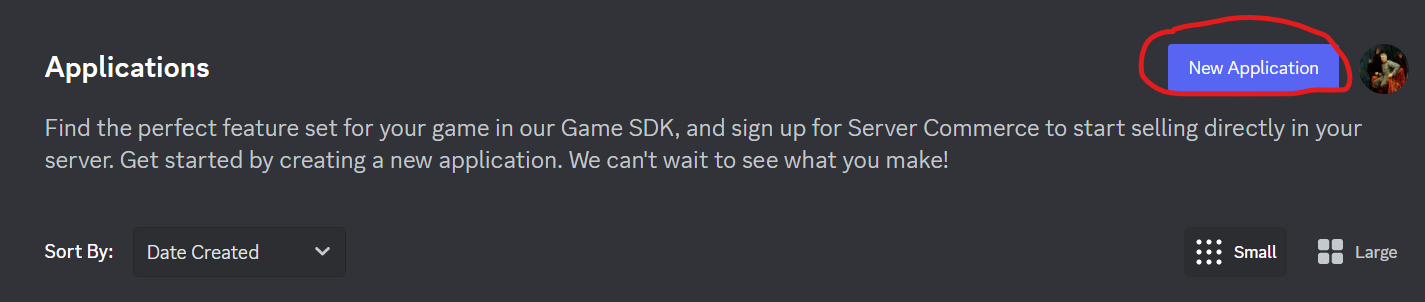 Applications
New Application
Find the perfect feature set for your game in our Game SDK, and sign up for Server Commerce to start selling directly in your
server. Get started by creating a new application. We can't wait to see what you make!
Sort By:
Date Created
Small
Large